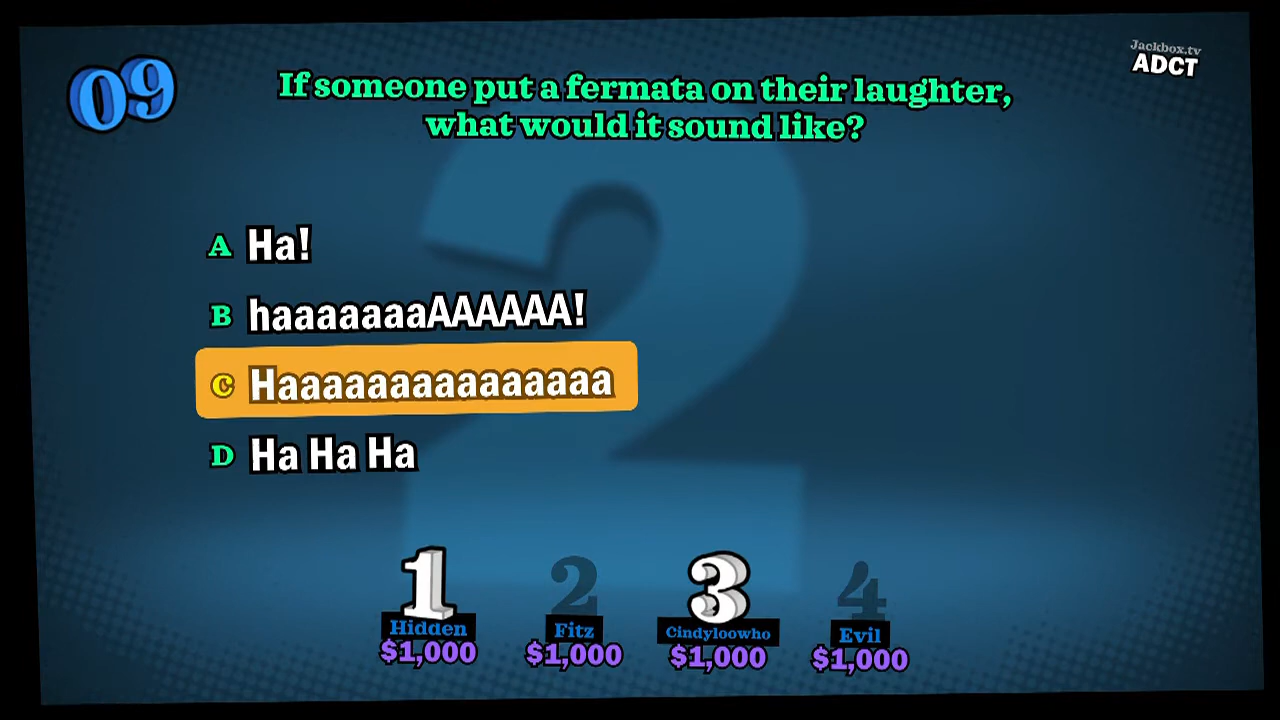 09
If someone put a fermata on their laughter,
what would it sound like?
Jackbox.tv
ADCT
A Ha!
B haaaaaaaAAAAAA!
C Haaaaaaaaaaaaaaa
D Ha Ha Ha
2
1 2 3 4
Hidden Fitz Cindyloowho Evil
$1,000 $1,000 $1,000 $1,000